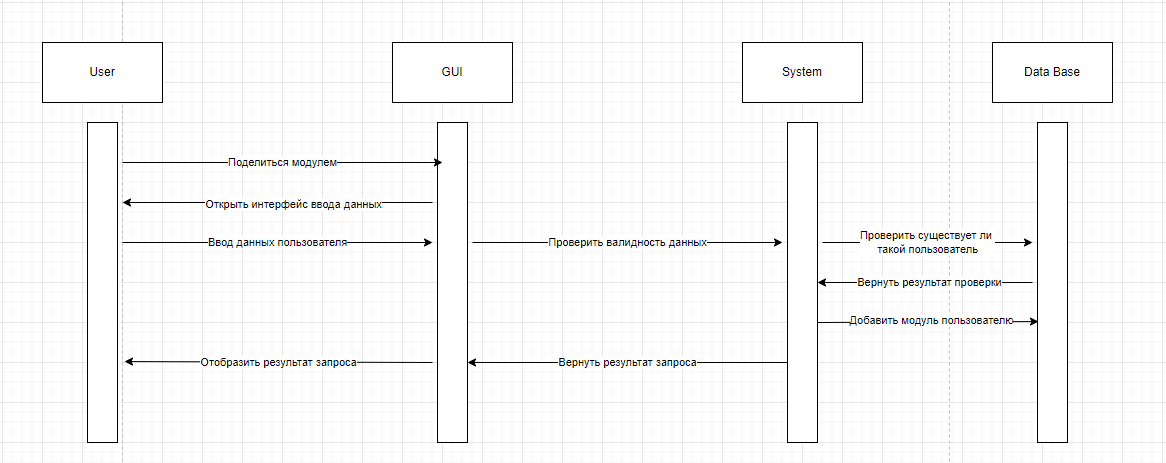 User
GUI
System
Data Base
Поделиться модулем
Открыть интерфейс ввода данных
Ввод данных пользователя
Проверить валидность данных
Проверить существует ли
такой пользователь
Вернуть результат проверки
Добавить модуль пользователю
Отобразить результат запроса
Вернуть результат запроса